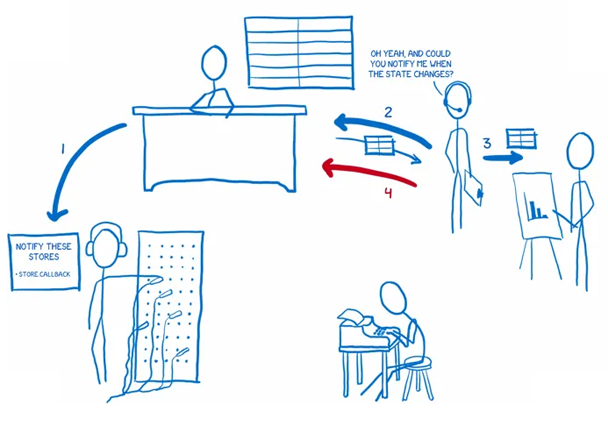 OH YEAH, AND COULD
YOU NOTIFY ME WHEN
THE STATE CHANGES?
1
2
3
4
NOTIFY THESE
STORES
• STORE.CALLBACK